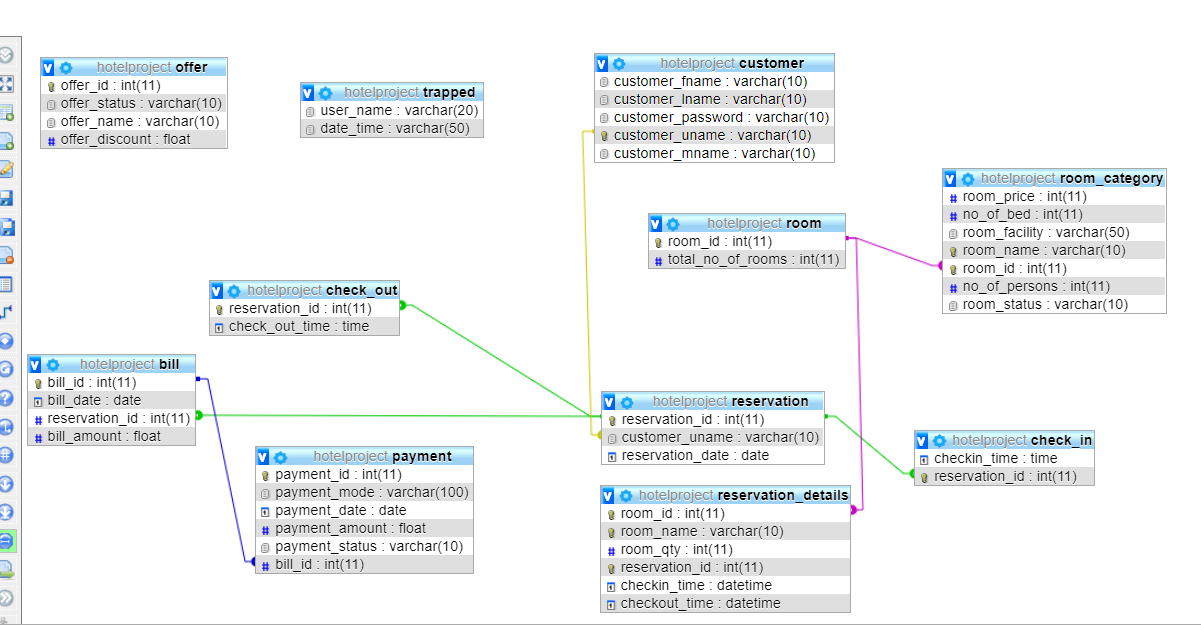 hotelproject offer
offer_id : int(11)
offer_status : varchar(10)
offer_name : varchar(10)
offer_discount : float
hotelproject trapped
user_name : varchar(20)
date_time : varchar(50)
hotelproject customer
customer_fname : varchar(10)
customer_lname : varchar(10)
customer_password : varchar(10)
customer_uname : varchar(10)
customer_mname : varchar(10)
hotelproject room_category
room_price : int(11)
no_of_bed : int(11)
room_facility : varchar(50)
room_name : varchar(10)
room_id : int(11)
no_of_persons : int(11)
room_status : varchar(10)
hotelproject room
room_id : int(11)
total_no_of_rooms : int(11)
hotelproject check_out
reservation_id : int(11)
check_out_time : time
hotelproject bill
bill_id : int(11)
bill_date : date
reservation_id : int(11)
bill_amount : float
hotelproject reservation
reservation_id : int(11)
customer_uname : varchar(10)
reservation_date : date
hotelproject check_in
checkin_time : time
reservation_id : int(11)
hotelproject payment
payment_id : int(11)
payment_mode : varchar(100)
payment_date : date
payment_amount : float
payment_status : varchar(10)
bill_id : int(11)
hotelproject reservation_details
room_id : int(11)
room_name : varchar(10)
room_qty : int(11)
reservation_id : int(11)
checkin_time : datetime
checkout_time : datetime